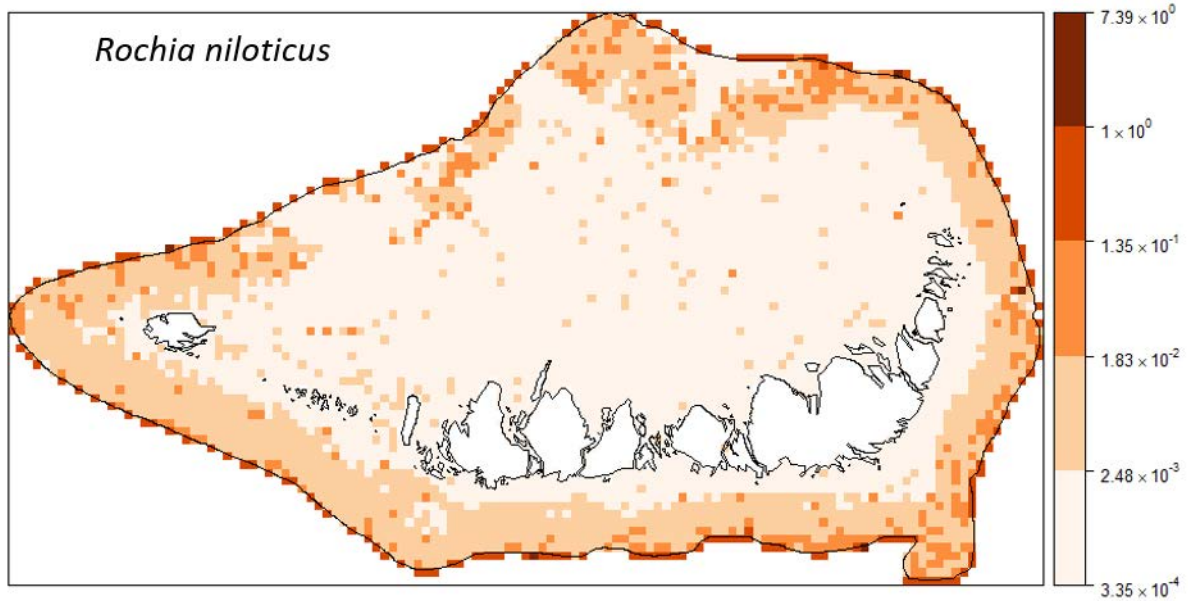 Rochia niloticus
7.39 × 10⁰
1 × 10⁰
1.35 × 10⁻¹
1.83 × 10⁻²
2.48 × 10⁻³
3.35 × 10⁻⁴